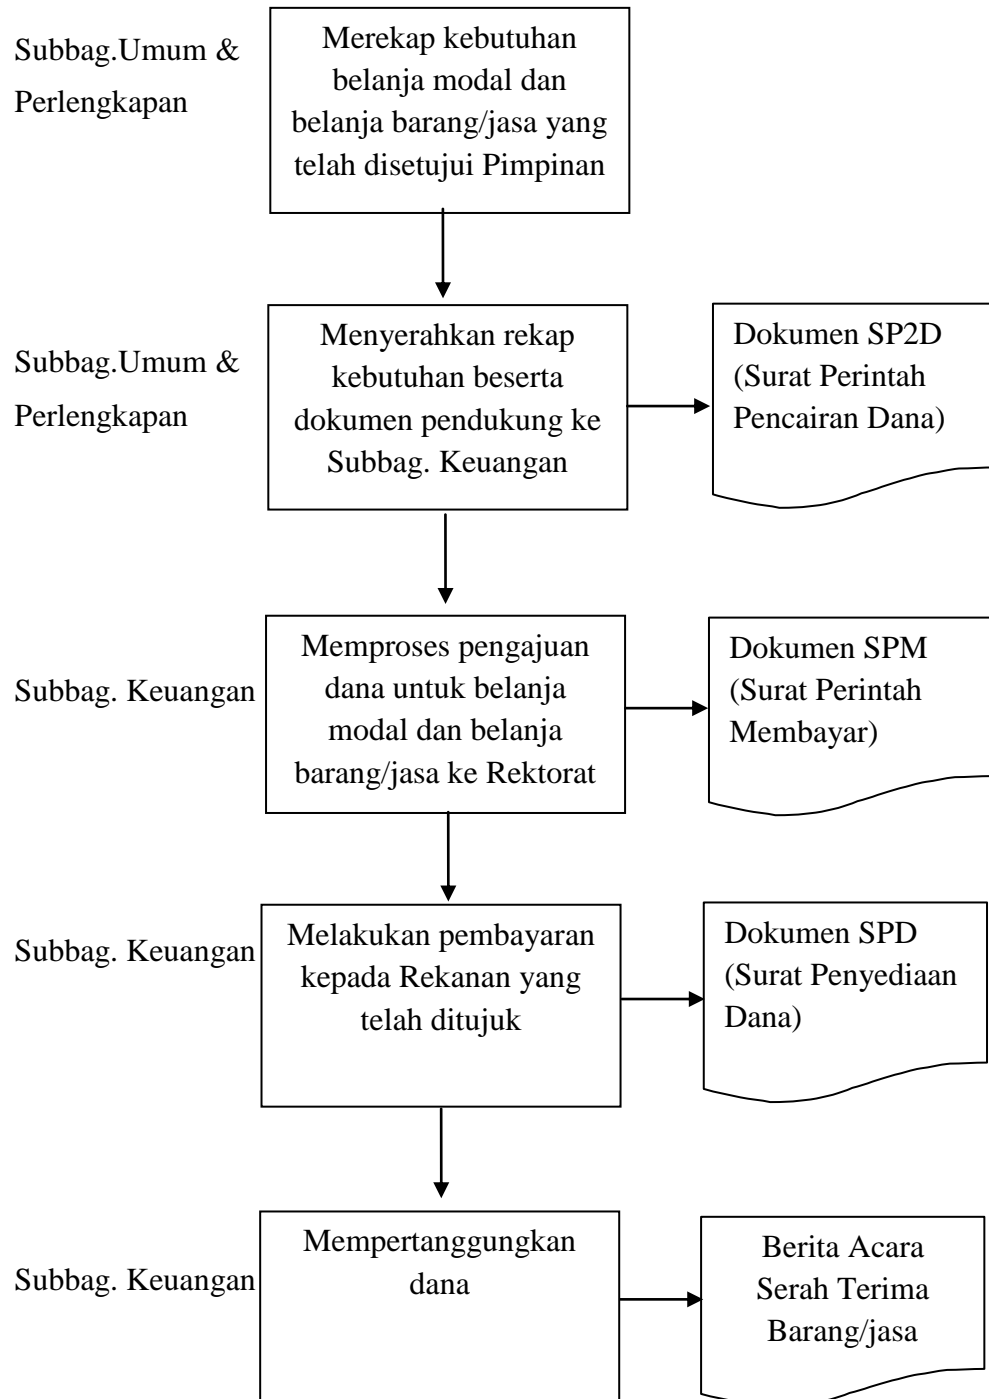 Subbag.Umum &
Perlengkapan
Merekap kebutuhan
belanja modal dan
belanja barang/jasa yang
telah disetujui Pimpinan
Subbag.Umum &
Perlengkapan
Menyerahkan rekap
kebutuhan beserta
dokumen pendukung ke
Subbag. Keuangan
Dokumen SP2D
(Surat Perintah
Pencairan Dana)
Subbag. Keuangan
Memproses pengajuan
dana untuk belanja
modal dan belanja
barang/jasa ke Rektorat
Dokumen SPM
(Surat Perintah
Membayar)
Subbag. Keuangan
Melakukan pembayaran
kepada Rekanan yang
telah ditujuk
Dokumen SPD
(Surat Penyediaan
Dana)
Subbag. Keuangan
Mempertanggungkan
dana
Berita Acara
Serah Terima
Barang/jasa